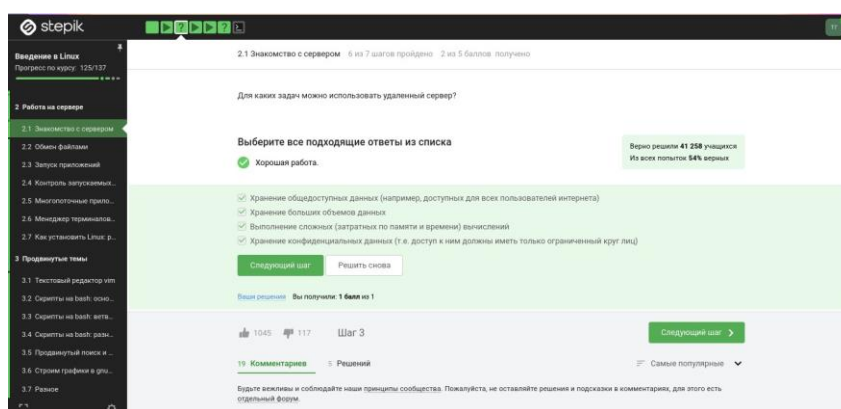 stepik
Введение в Linux
Прогресс по курсу: 125/137
2 Работа на сервере
2.1 Знакомство с сервером
2.2 Обмен файлами
2.3 Запуск приложений
2.4 Контроль запускаемых...
2.5 Многопоточные прило...
2.6 Менеджер терминалов...
2.7 Как установить Linux: р...
3 Продвинутые темы
3.1 Текстовый редактор vim
3.2 Скрипты на bash: осно...
3.3 Скрипты на bash: ветв...
3.4 Скрипты на bash: разн...
3.5 Продвинутый поиск и ...
3.6 Строим графики в gnu...
3.7 Разное
2.1 Знакомство с сервером 6 из 7 шагов пройдено 2 из 5 баллов получено
Для каких задач можно использовать удаленный сервер?
Выберите все подходящие ответы из списка
Хорошая работа.
Верно решили 41 258 учащихся
Из всех попыток 54% верных
Хранение общедоступных данных (например, доступных для всех пользователей интернета)
Хранение больших объемов данных
Выполнение сложных (затратных по памяти и времени) вычислений
Хранение конфиденциальных данных (т.е. доступ к ним должны иметь только ограниченный круг лиц)
Следующий шаг Решить снова
Ваши решения Вы получили: 1 балл из 1
1045 117 Шаг 3 Следующий шаг
19 Комментариев 5 Решений Самые популярные
Будьте вежливы и соблюдайте наши принципы сообщества. Пожалуйста, не оставляйте решения и подсказки в комментариях, для этого есть
отдельный форум.